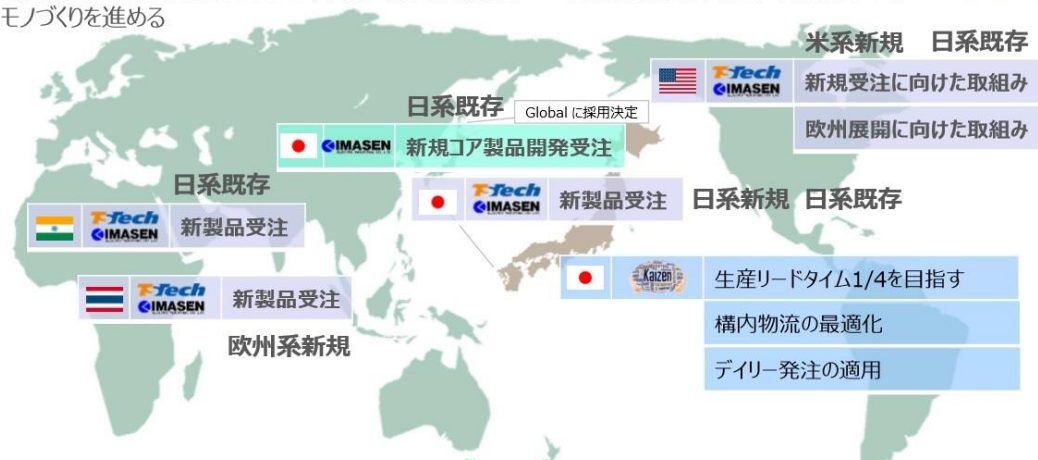 モノづくりを進める
米系新規 日系既存
T-Tech
IMASEN
新規受注に向けた取組み
欧州展開に向けた取組み
日系既存
Globalに採用決定
IMASEN
新規コア製品開発受注
日系既存
T-Tech
IMASEN
新製品受注
T-Tech
IMASEN
新製品受注
日系新規 日系既存
T-Tech
IMASEN
新製品受注
欧州系新規
Kaizen
生産リードタイム1/4を目指す
構内物流の最適化
デイリー発注の適用